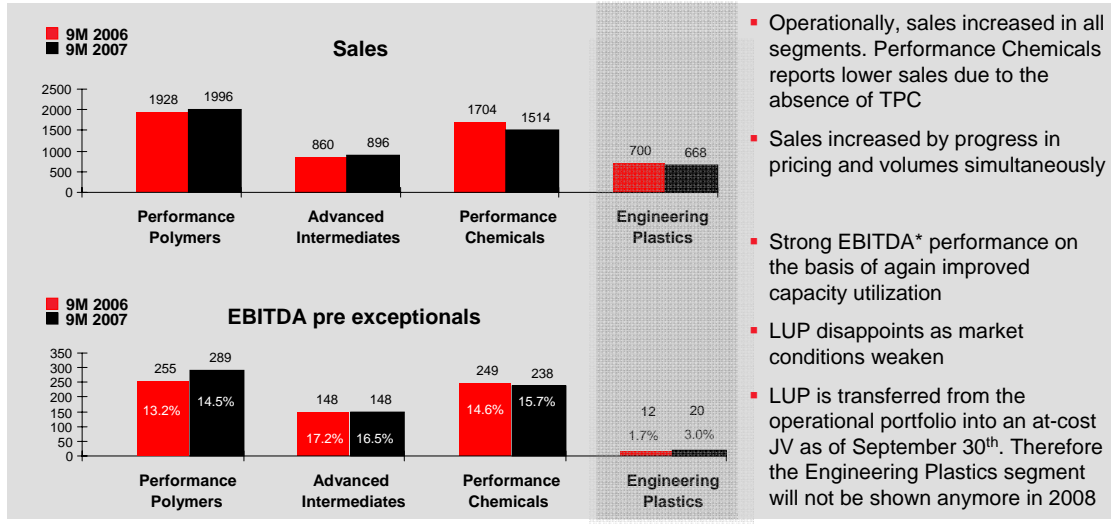 9M 2006
9M 2007
Sales
2500
2000
1500
1000
500
0
1928
1996
860
896
1704
1514
700
668
Performance
Polymers
Advanced
Intermediates
Performance
Chemicals
Engineering
Plastics
9M 2006
9M 2007
EBITDA pre exceptionals
350
300
250
200
150
100
50
0
255
289
13.2%
14.5%
148
148
17.2%
16.5%
249
238
14.6%
15.7%
12
20
1.7%
3.0%
Performance
Polymers
Advanced
Intermediates
Performance
Chemicals
Engineering
Plastics
Operationally, sales increased in all
segments. Performance Chemicals
reports lower sales due to the
absence of TPC
Sales increased by progress in
pricing and volumes simultaneously
Strong EBITDA* performance on
the basis of again improved
capacity utilization
LUP disappoints as market
conditions weaken
LUP is transferred from the
operational portfolio into an at-cost
JV as of September 30th. Therefore
the Engineering Plastics segment
will not be shown anymore in 2008